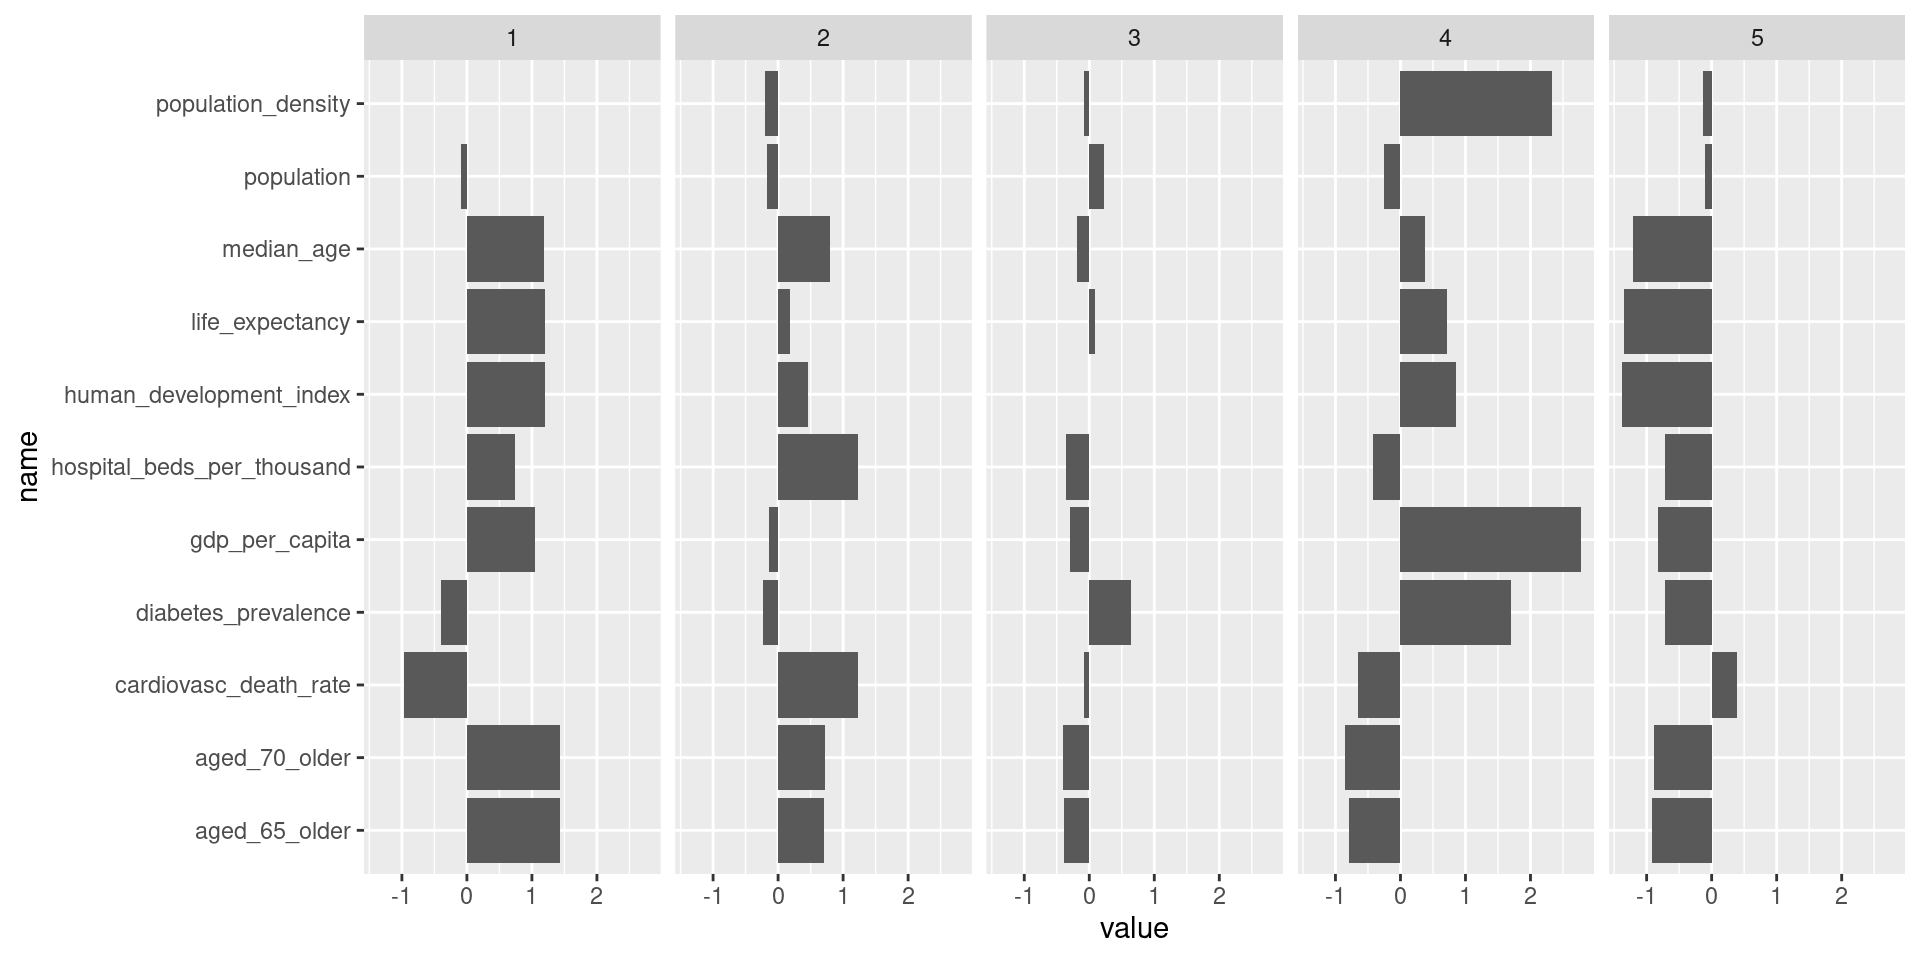 1 2 3 4 5
population_density
population
median_age
life_expectancy
human_development_index
hospital_beds_per_thousand
gdp_per_capita
diabetes_prevalence
cardiovasc_death_rate
aged_70_older
aged_65_older
name
-1 0 1 2 -1 0 1 2 -1 0 1 2 -1 0 1 2 -1 0 1 2
value